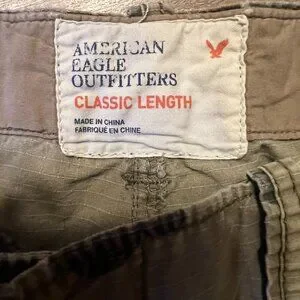 AMERICAN
EAGLE
OUTFITTERS
CLASSIC LENGTH
MADE IN CHINA
FABRIQUÉ EN CHINE